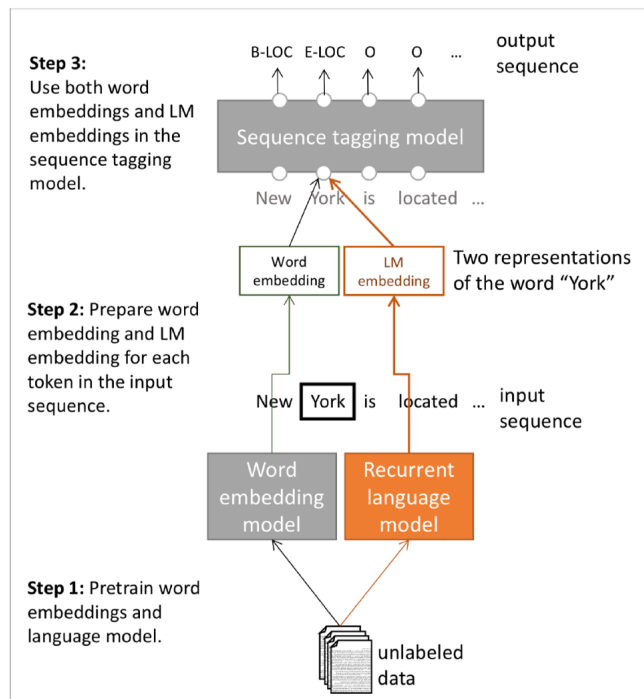 B-LOC E-LOC O O ...
output
sequence
Step 3:
Use both word
embeddings and LM
embeddings in the
sequence tagging
model.
Sequence tagging model
New York is located ...
Word
embedding
LM
embedding
Two representations
of the word “York”
Step 2: Prepare word
embedding and LM
embedding for each
token in the input
sequence.
New York is located ...
input
sequence
Word
embedding
model
Recurrent
language
model
Step 1: Pretrain word
embeddings and
language model.
unlabeled
data